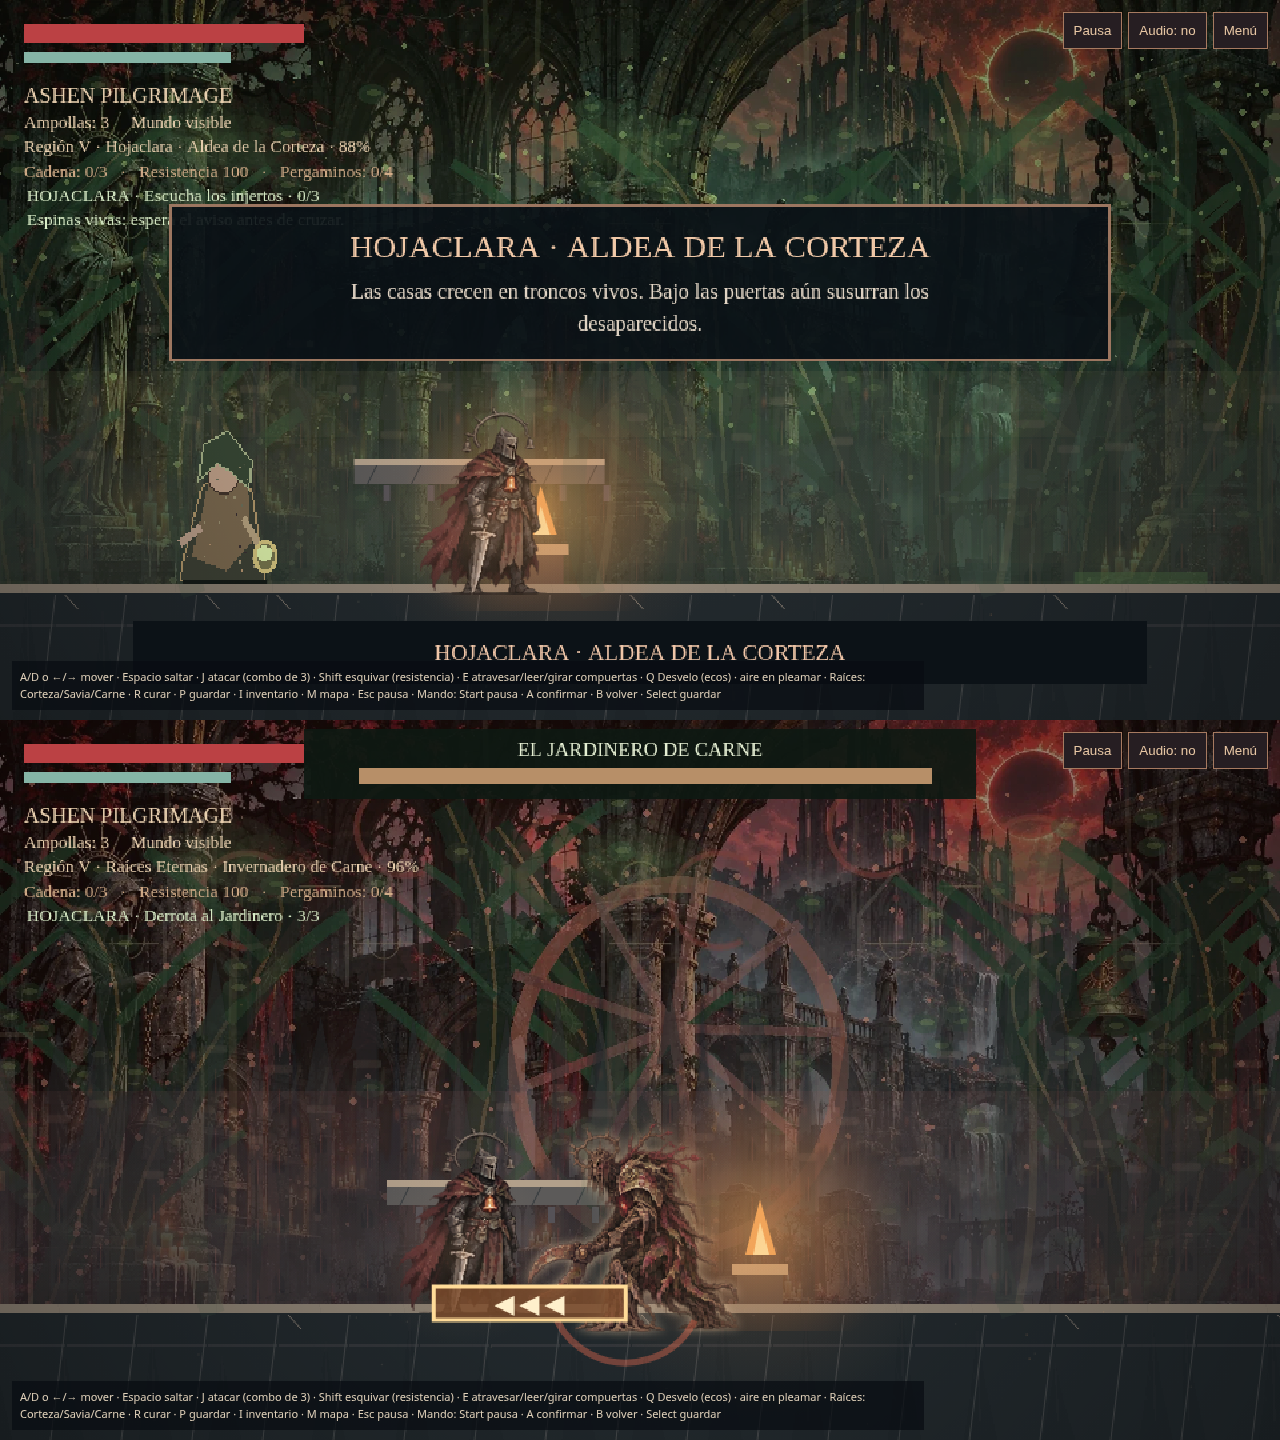 Pausa
Audio: no
Menú
ASHEN PILGRIMAGE
Ampollas: 3 Mundo visible
Región V · Hojaclara · Aldea de la Corteza · 88%
Cadena: 0/3 · Resistencia 100 · Pergaminos: 0/4
HOJACLARA · Escucha los injertos · 0/3
Espinas vivas: espera el aviso antes de cruzar.
HOJACLARA · ALDEA DE LA CORTEZA
Las casas crecen en troncos vivos. Bajo las puertas aún susurran los
desaparecidos.
HOJACLARA · ALDEA DE LA CORTEZA
A/D o ←/→ mover · Espacio saltar · J atacar (combo de 3) · Shift esquivar (resistencia) · E atravesar/leer/girar compuertas · Q Desvelo (ecos) · aire en pleamar · Raíces:
Corteza/Savia/Carne · R curar · P guardar · I inventario · M mapa · Esc pausa · Mando: Start pausa · A confirmar · B volver · Select guardar
EL JARDINERO DE CARNE
Pausa
Audio: no
Menú
ASHEN PILGRIMAGE
Ampollas: 3 Mundo visible
Región V · Raíces Eternas · Invernadero de Carne · 96%
Cadena: 0/3 · Resistencia 100 · Pergaminos: 0/4
HOJACLARA · Derrota al Jardinero · 3/3
A/D o ←/→ mover · Espacio saltar · J atacar (combo de 3) · Shift esquivar (resistencia) · E atravesar/leer/girar compuertas · Q Desvelo (ecos) · aire en pleamar · Raíces:
Corteza/Savia/Carne · R curar · P guardar · I inventario · M mapa · Esc pausa · Mando: Start pausa · A confirmar · B volver · Select guardar